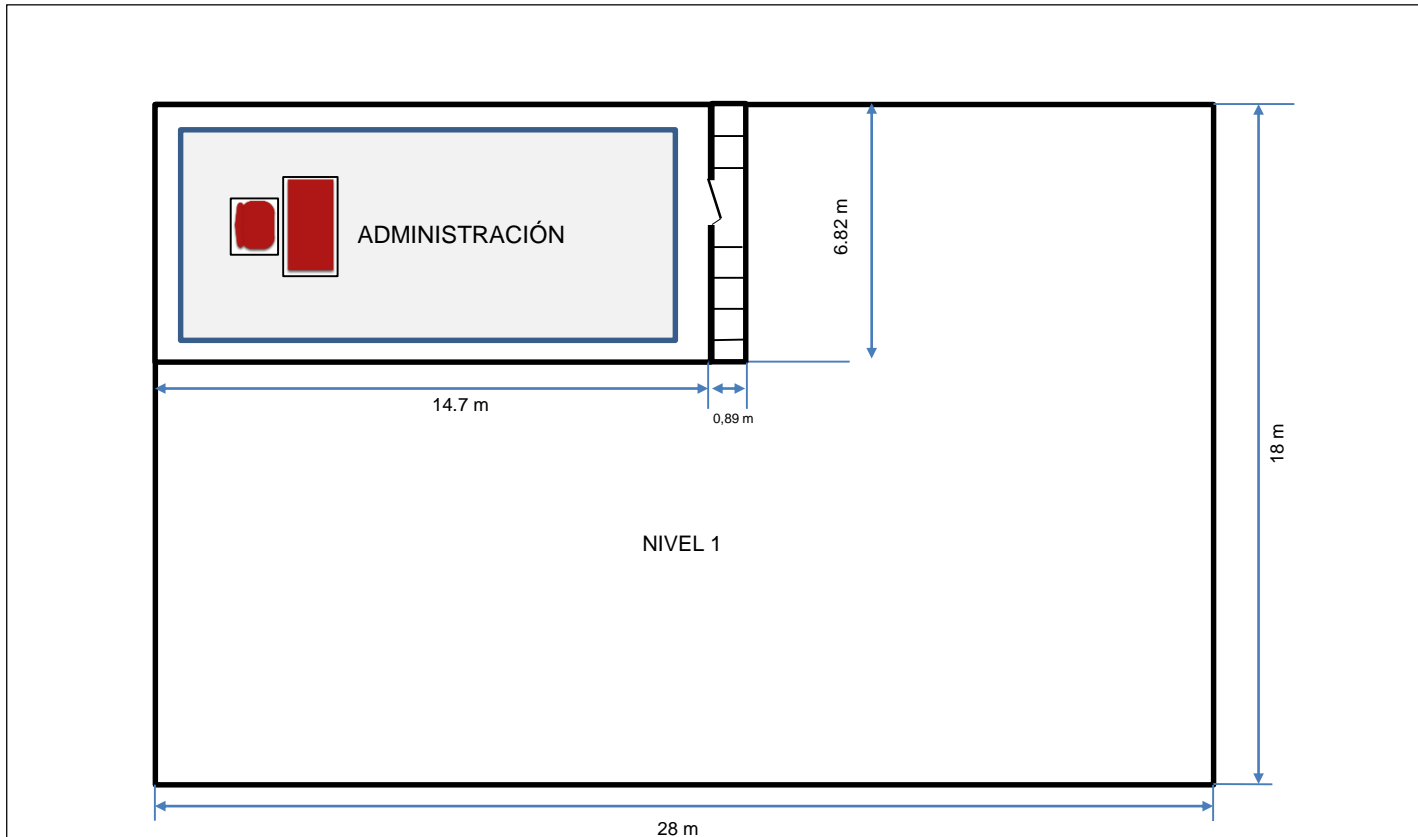 ADMINISTRACIÓN
6.82 m
14.7 m
0,89 m
18 m
NIVEL 1
28 m